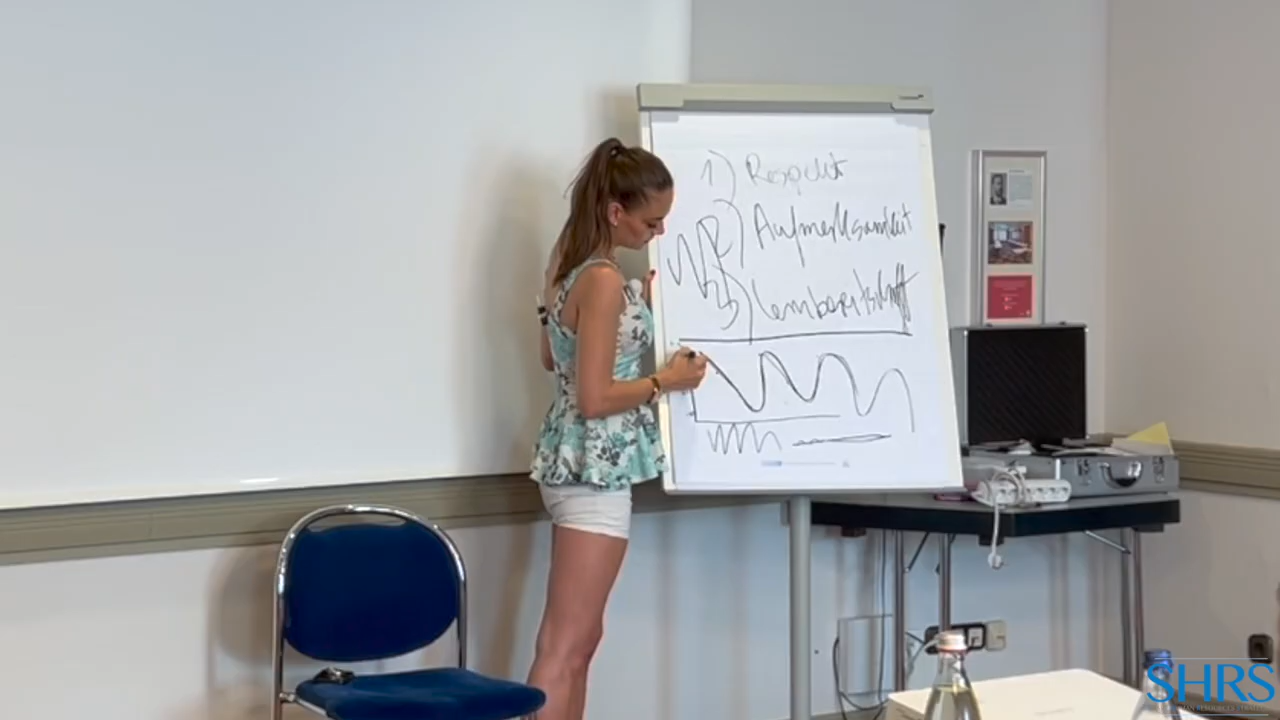 1) Respekt
2) Aufmerksamkeit
3) Lernbereitschaft
SHRS